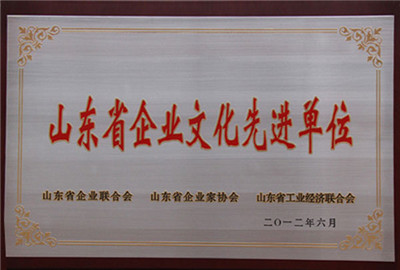 山东省企业文化先进单位
山东省企业联合会 山东省企业家协会 山东省工业经济联合会
二〇一二年六月